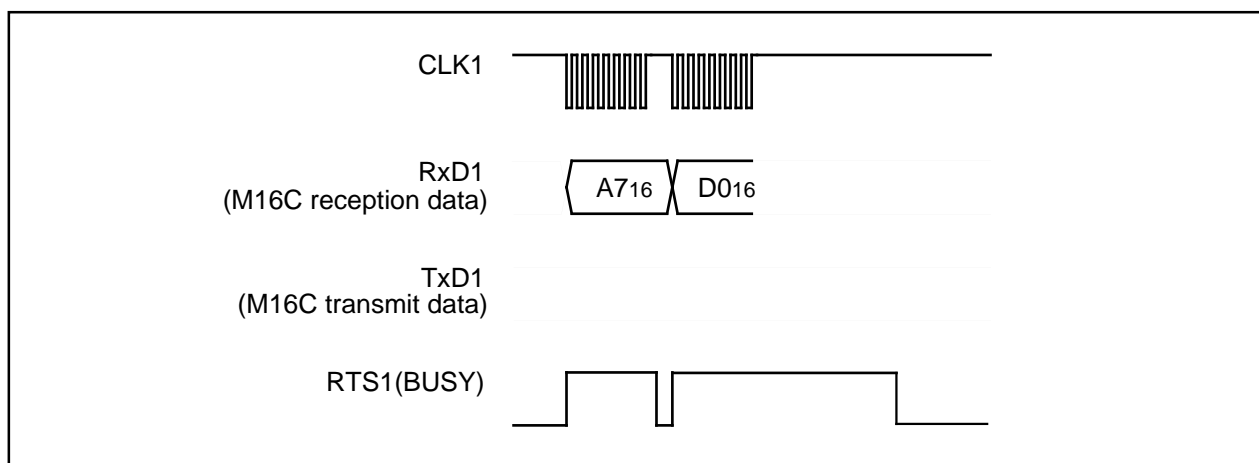 CLK1
RxD1
(M16C reception data)
A716
D016
TxD1
(M16C transmit data)
RTS1(BUSY)